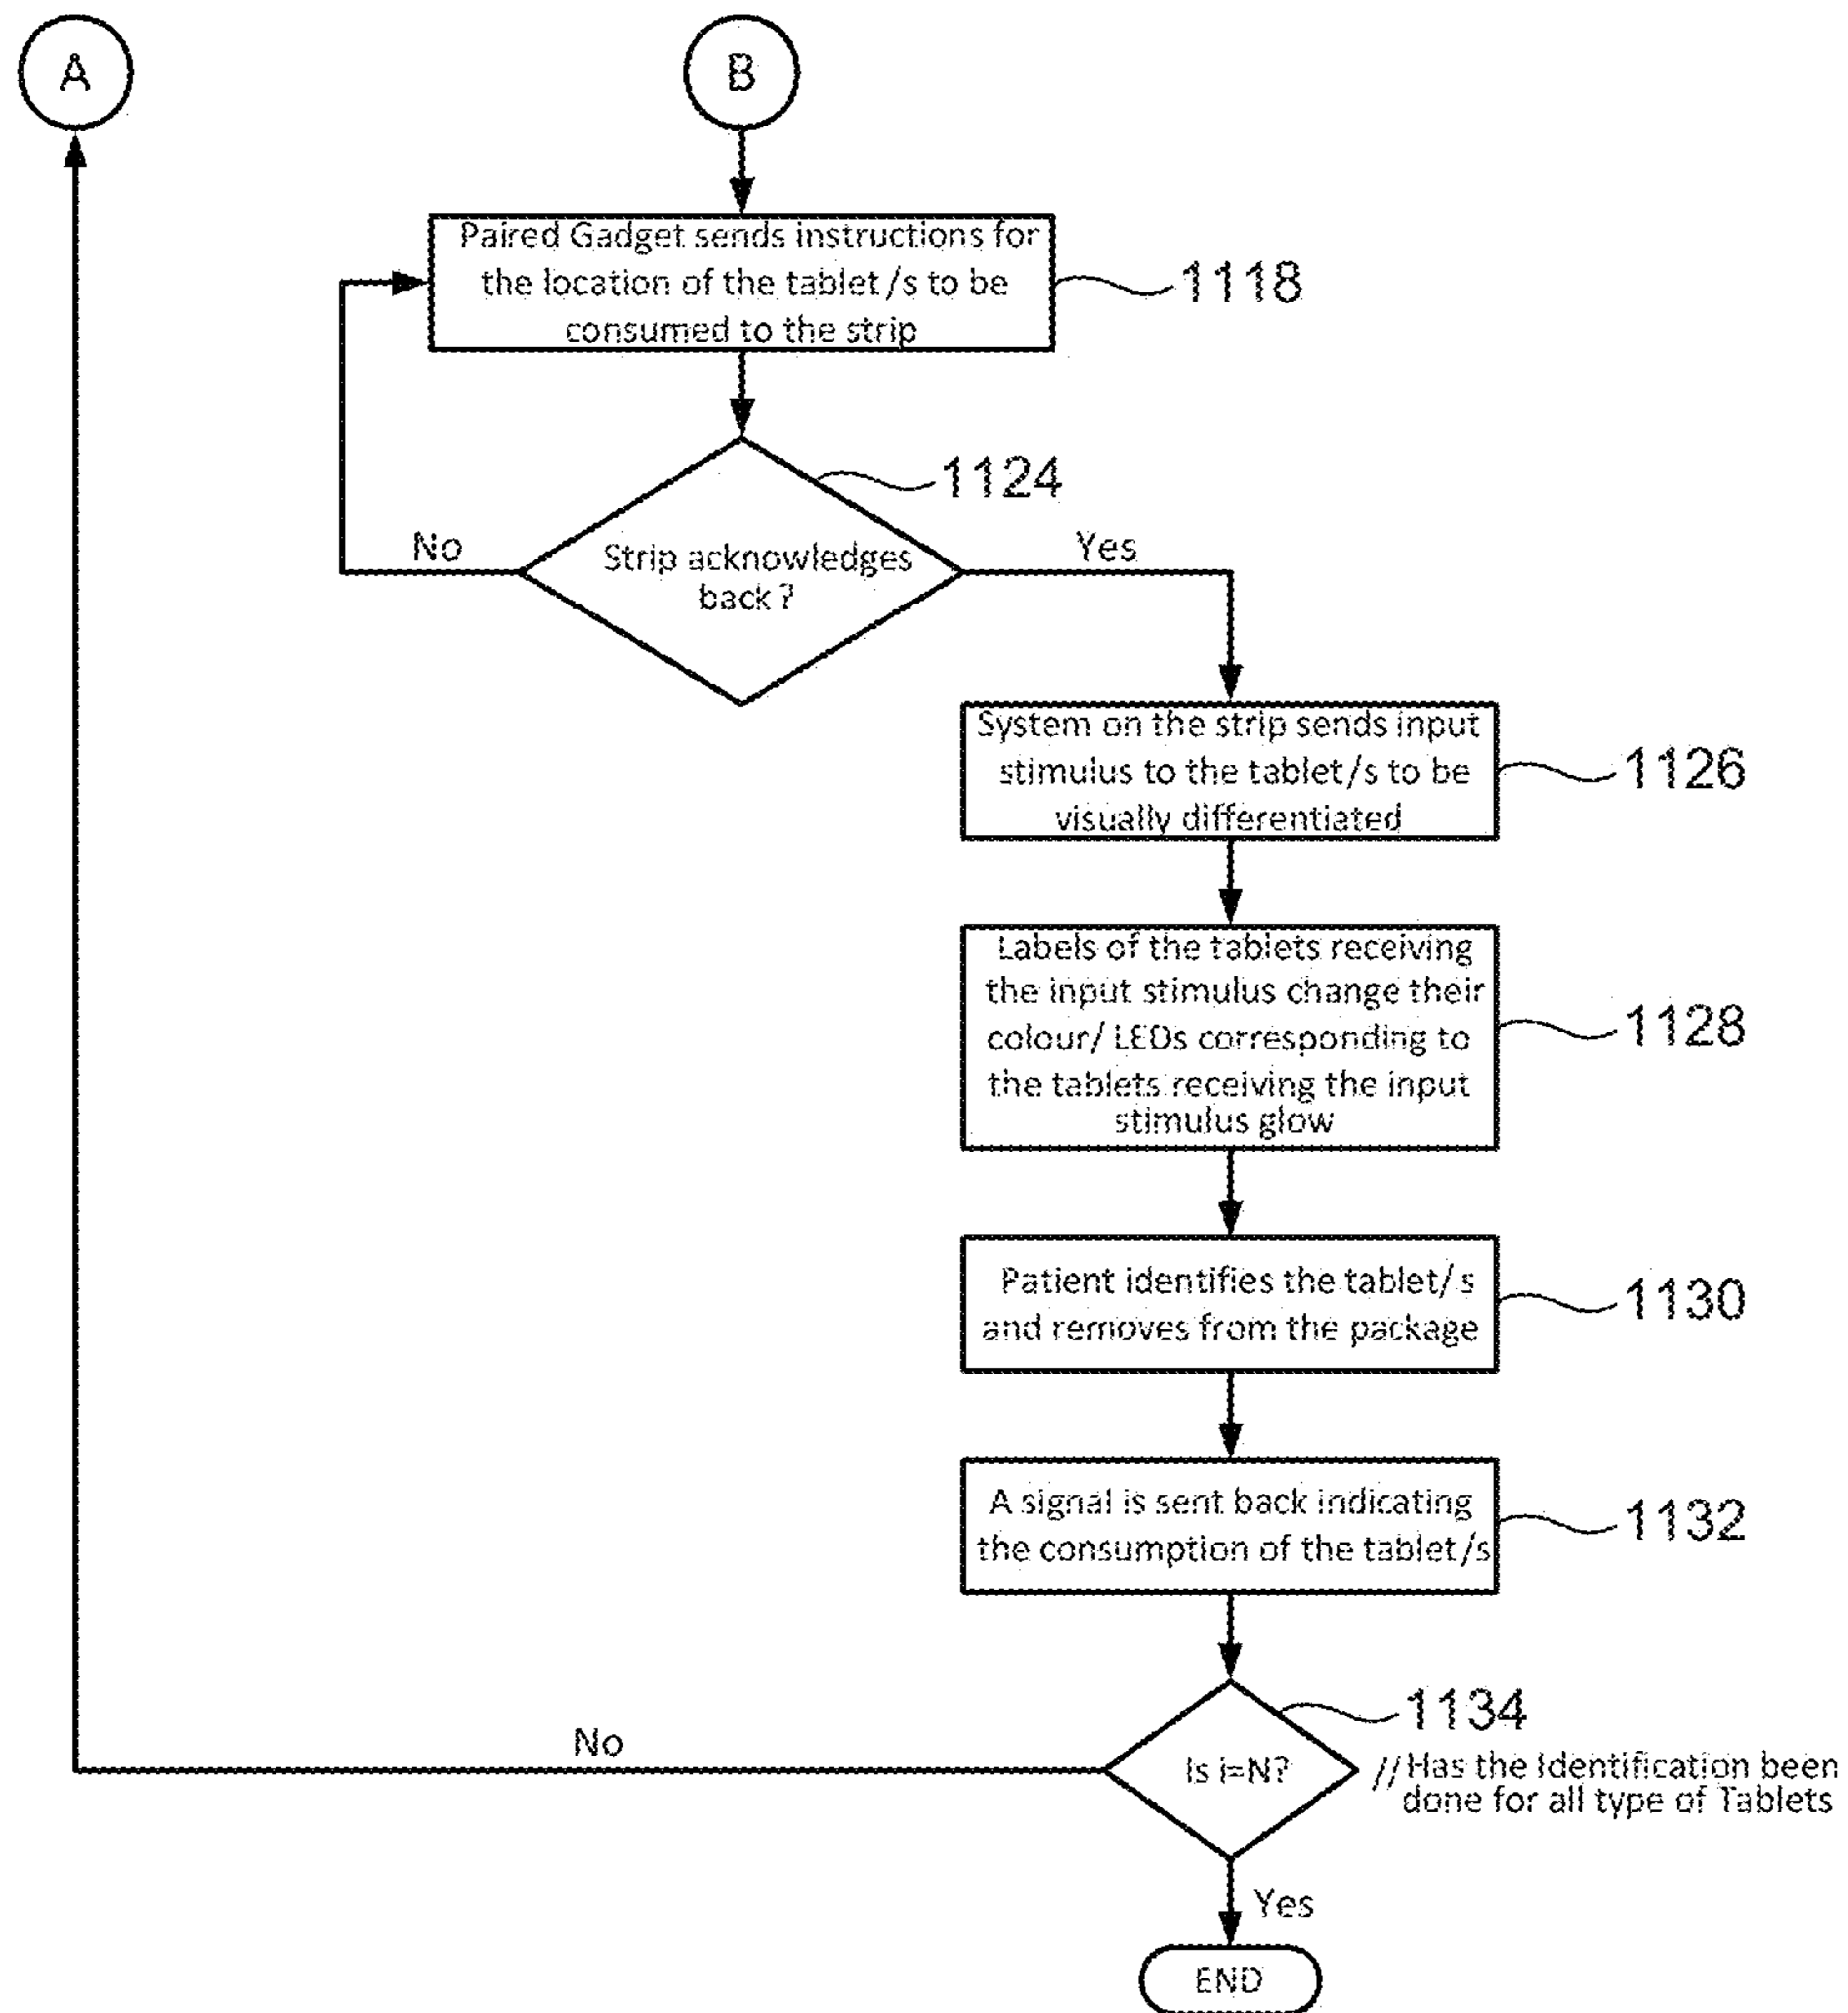 A
B
Paired Gadget sends instructions for
the location of the tablet/s to be
consumed to the strip
1118
1124
No
Strip acknowledges
back?
Yes
System on the strip sends input
stimulus to the tablet/s to be
visually differentiated
1126
Labels of the tablets receiving
the input stimulus change their
colour/ LEDs corresponding to
the tablets receiving the input
stimulus glow
1128
Patient identifies the tablet/s
and removes from the package
1130
A signal is sent back indicating
the consumption of the tablet/s
1132
1134
No
Is i=N?
//Has the Identification been
done for all type of Tablets
Yes
END